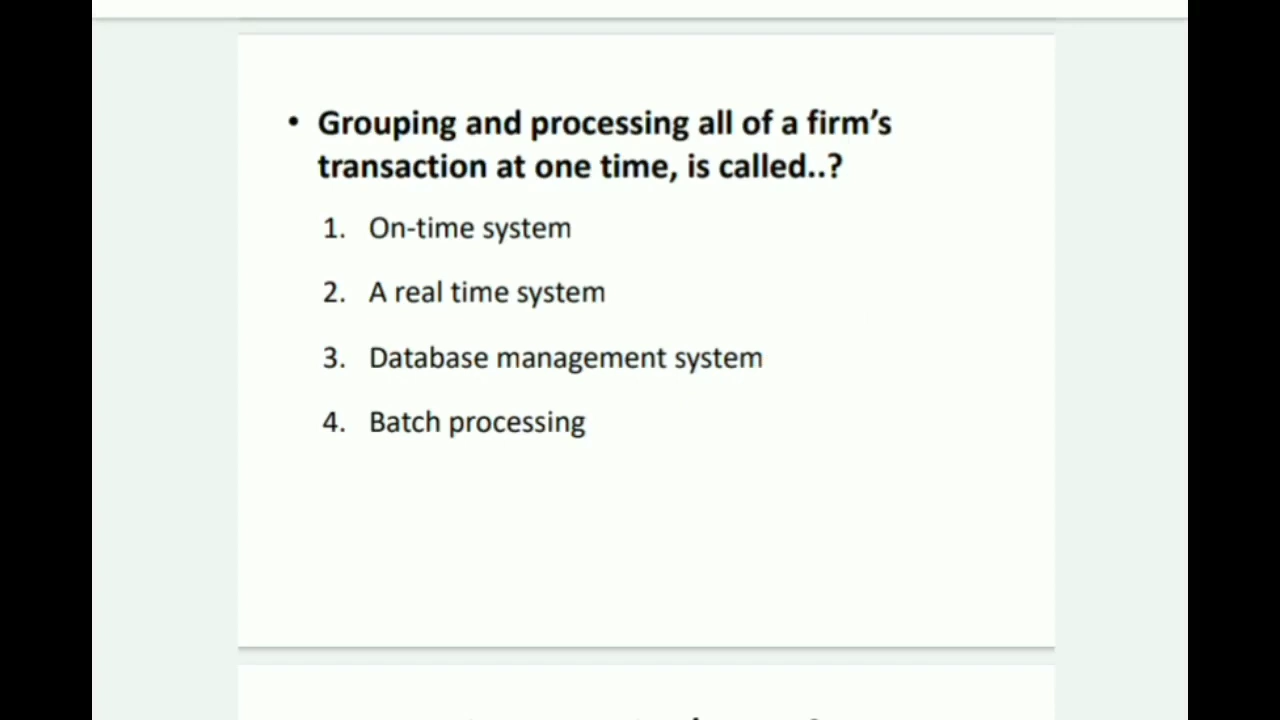 • Grouping and processing all of a firm's
transaction at one time, is called..?
1. On-time system
2. A real time system
3. Database management system
4. Batch processing